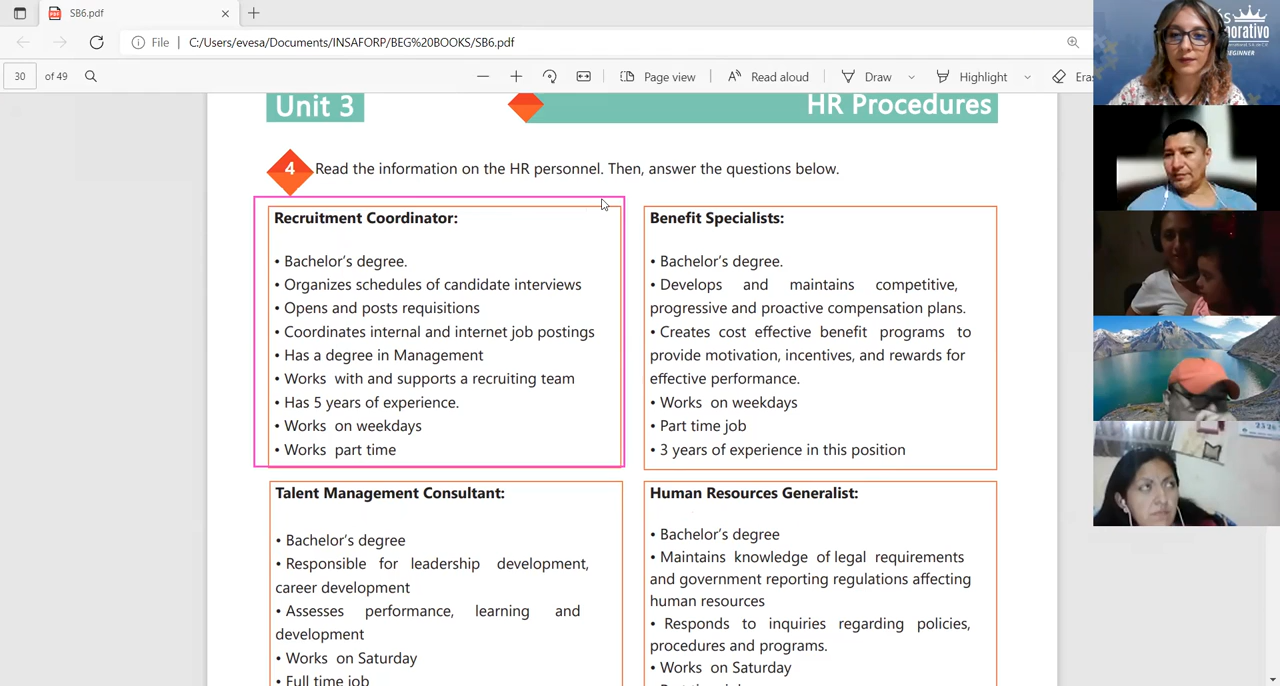 SB6.pdf
File
C:/Users/evesa/Documents/INSAFORP/BEG%20BOOKS/SB6.pdf
30
of 49
Page view
Read aloud
Draw
Highlight
Unit 3
HR Procedures
4
Read the information on the HR personnel. Then, answer the questions below.
Recruitment Coordinator:
• Bachelor's degree.
• Organizes schedules of candidate interviews
• Opens and posts requisitions
• Coordinates internal and internet job postings
• Has a degree in Management
• Works with and supports a recruiting team
• Has 5 years of experience.
• Works on weekdays
• Works part time
Benefit Specialists:
• Bachelor's degree.
• Develops and maintains competitive,
progressive and proactive compensation plans.
• Creates cost effective benefit programs to
provide motivation, incentives, and rewards for
effective performance.
• Works on weekdays
• Part time job
• 3 years of experience in this position
Talent Management Consultant:
• Bachelor's degree
• Responsible for leadership development,
career development
• Assesses performance, learning and
development
• Works on Saturday
• Full time job
Human Resources Generalist:
• Bachelor's degree
• Maintains knowledge of legal requirements
and government reporting regulations affecting
human resources
• Responds to inquiries regarding policies,
procedures and programs.
• Works on Saturday